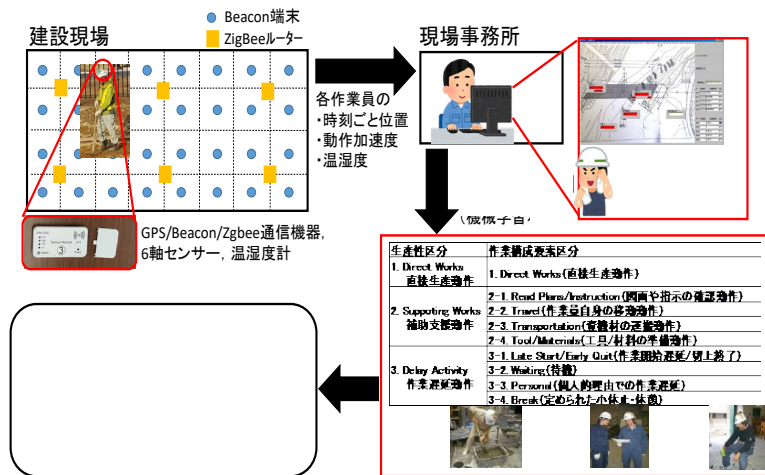 建設現場
Beacon端末
ZigBeeルーター
現場事務所
各作業員の
・時刻ごと位置
・動作加速度
・温湿度
GPS/Beacon/Zgbee通信機器,
6軸センサー, 温湿度計
(機械学習)
生産性区分 作業構成要素区分
1. Direct Works
直接生産動作
1. Direct Works(直接生産動作)
2. Suppoting Works
補助支援動作
2-1. Read Plans/Instruction(図面や指示の確認動作)
2-2. Travel(作業員自身の移動動作)
2-3. Transportation(資機材の運搬動作)
2-4. Tool/Materials(工具/材料の準備動作)
3. Delay Activity
作業遅延動作
3-1. Late Start/Early Quit(作業開始遅延/切上終了)
3-2. Waiting(待機)
3-3. Personal(個人的理由での作業遅延)
3-4. Break(定められた小休止・休憩)